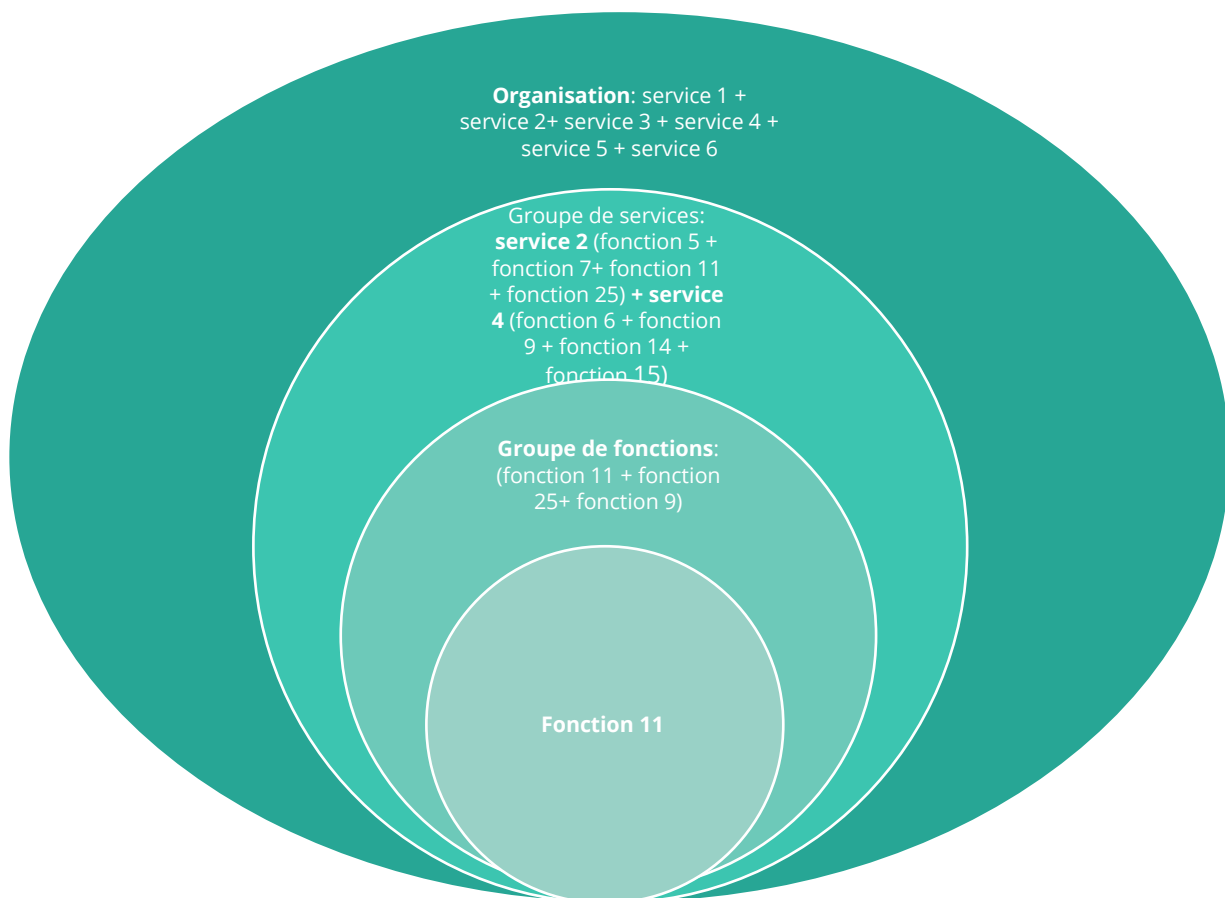 Organisation: service 1 +
service 2+ service 3 + service 4 +
service 5 + service 6
Groupe de services:
service 2 (fonction 5 +
fonction 7+ fonction 11
+ fonction 25) + service
4 (fonction 6 + fonction
9 + fonction 14 +
fonction 15)
Groupe de fonctions:
(fonction 11 + fonction
25+ fonction 9)
Fonction 11